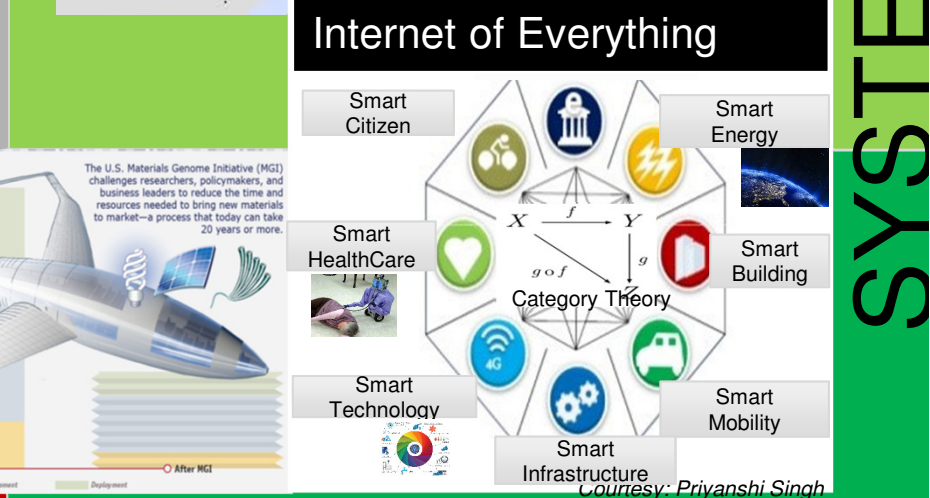 Internet of Everything
Smart
Citizen
Smart
Energy
The U.S. Materials Genome Initiative (MGI)
challenges researchers, policymakers, and
business leaders to reduce the time and
resources needed to bring new materials
to market—a process that today can take
20 years or more.
X f Y
g
g o f
Z
Category Theory
Smart
HealthCare
Smart
Building
4G
Smart
Technology
Smart
Mobility
Smart
Infrastructure
Courtesy: Priyanshi Singh
After MGI
Deployment